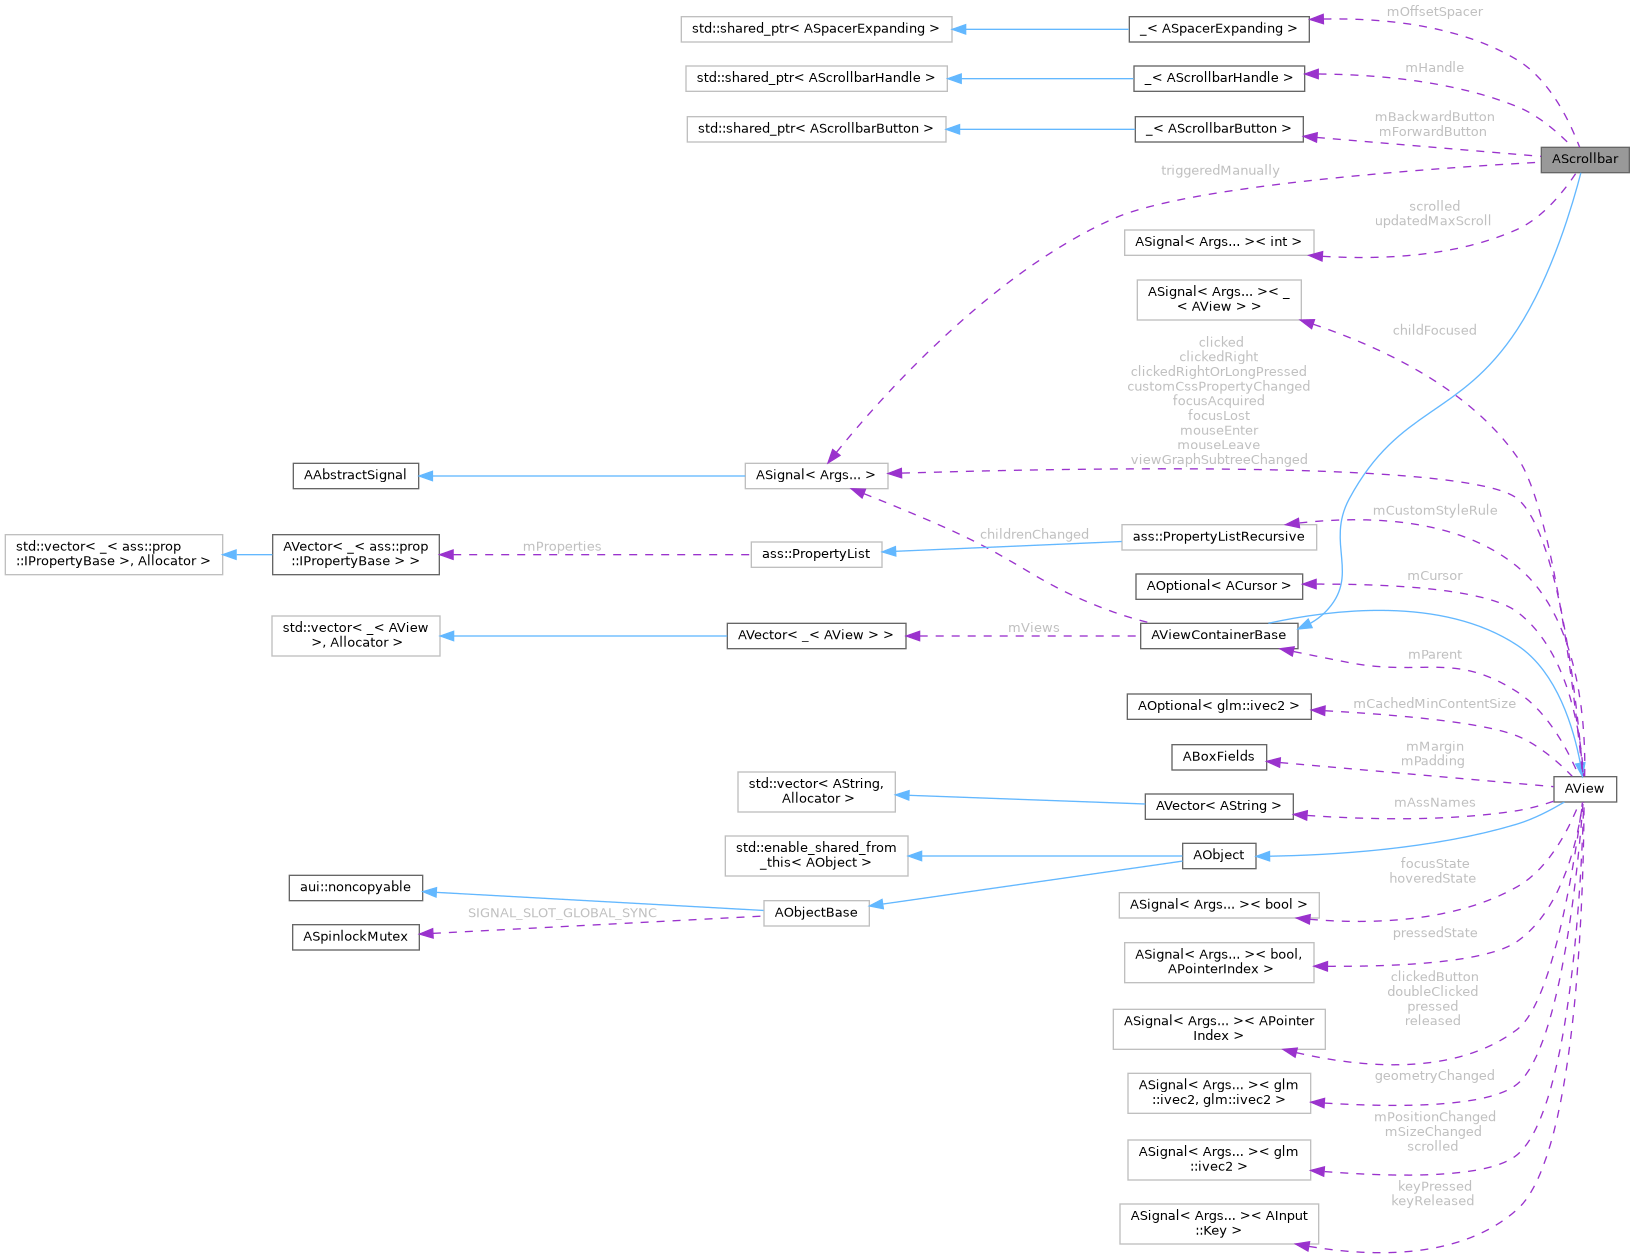 mOffsetSpacer
std::shared_ptr< ASpacerExpanding >
_< ASpacerExpanding >
mHandle
std::shared_ptr< AScrollbarHandle >
_< AScrollbarHandle >
mBackwardButton
mForwardButton
std::shared_ptr< AScrollbarButton >
_< AScrollbarButton >
AScrollbar
triggeredManually
scrolled
updatedMaxScroll
ASignal< Args... >< int >
ASignal< Args... >< _
< AView > >
childFocused
clicked
clickedRight
clickedRightOrLongPressed
customCssPropertyChanged
focusAcquired
focusLost
mouseEnter
mouseLeave
viewGraphSubtreeChanged
AAbstractSignal
ASignal< Args... >
mCustomStyleRule
childrenChanged
ass::PropertyListRecursive
std::vector< _< ass::prop
::IPropertyBase >, Allocator >
AVector< _< ass::prop
::IPropertyBase > >
mProperties
ass::PropertyList
mCursor
AOptional< ACursor >
std::vector< _< AView
>, Allocator >
AVector< _< AView > >
mViews
AViewContainerBase
mParent
mCachedMinContentSize
AOptional< glm::ivec2 >
mMargin
mPadding
ABoxFields
AView
std::vector< AString,
Allocator >
AVector< AString >
mAssNames
std::enable_shared_from
_this< AObject >
AObject
focusState
hoveredState
aui::noncopyable
ASignal< Args... >< bool >
SIGNAL_SLOT_GLOBAL_SYNC
AObjectBase
ASpinlockMutex
pressedState
ASignal< Args... >< bool,
APointerIndex >
clickedButton
doubleClicked
pressed
released
ASignal< Args... >< APointer
Index >
geometryChanged
ASignal< Args... >< glm
::ivec2, glm::ivec2 >
mPositionChanged
mSizeChanged
scrolled
ASignal< Args... >< glm
::ivec2 >
keyPressed
keyReleased
ASignal< Args... >< AInput
::Key >